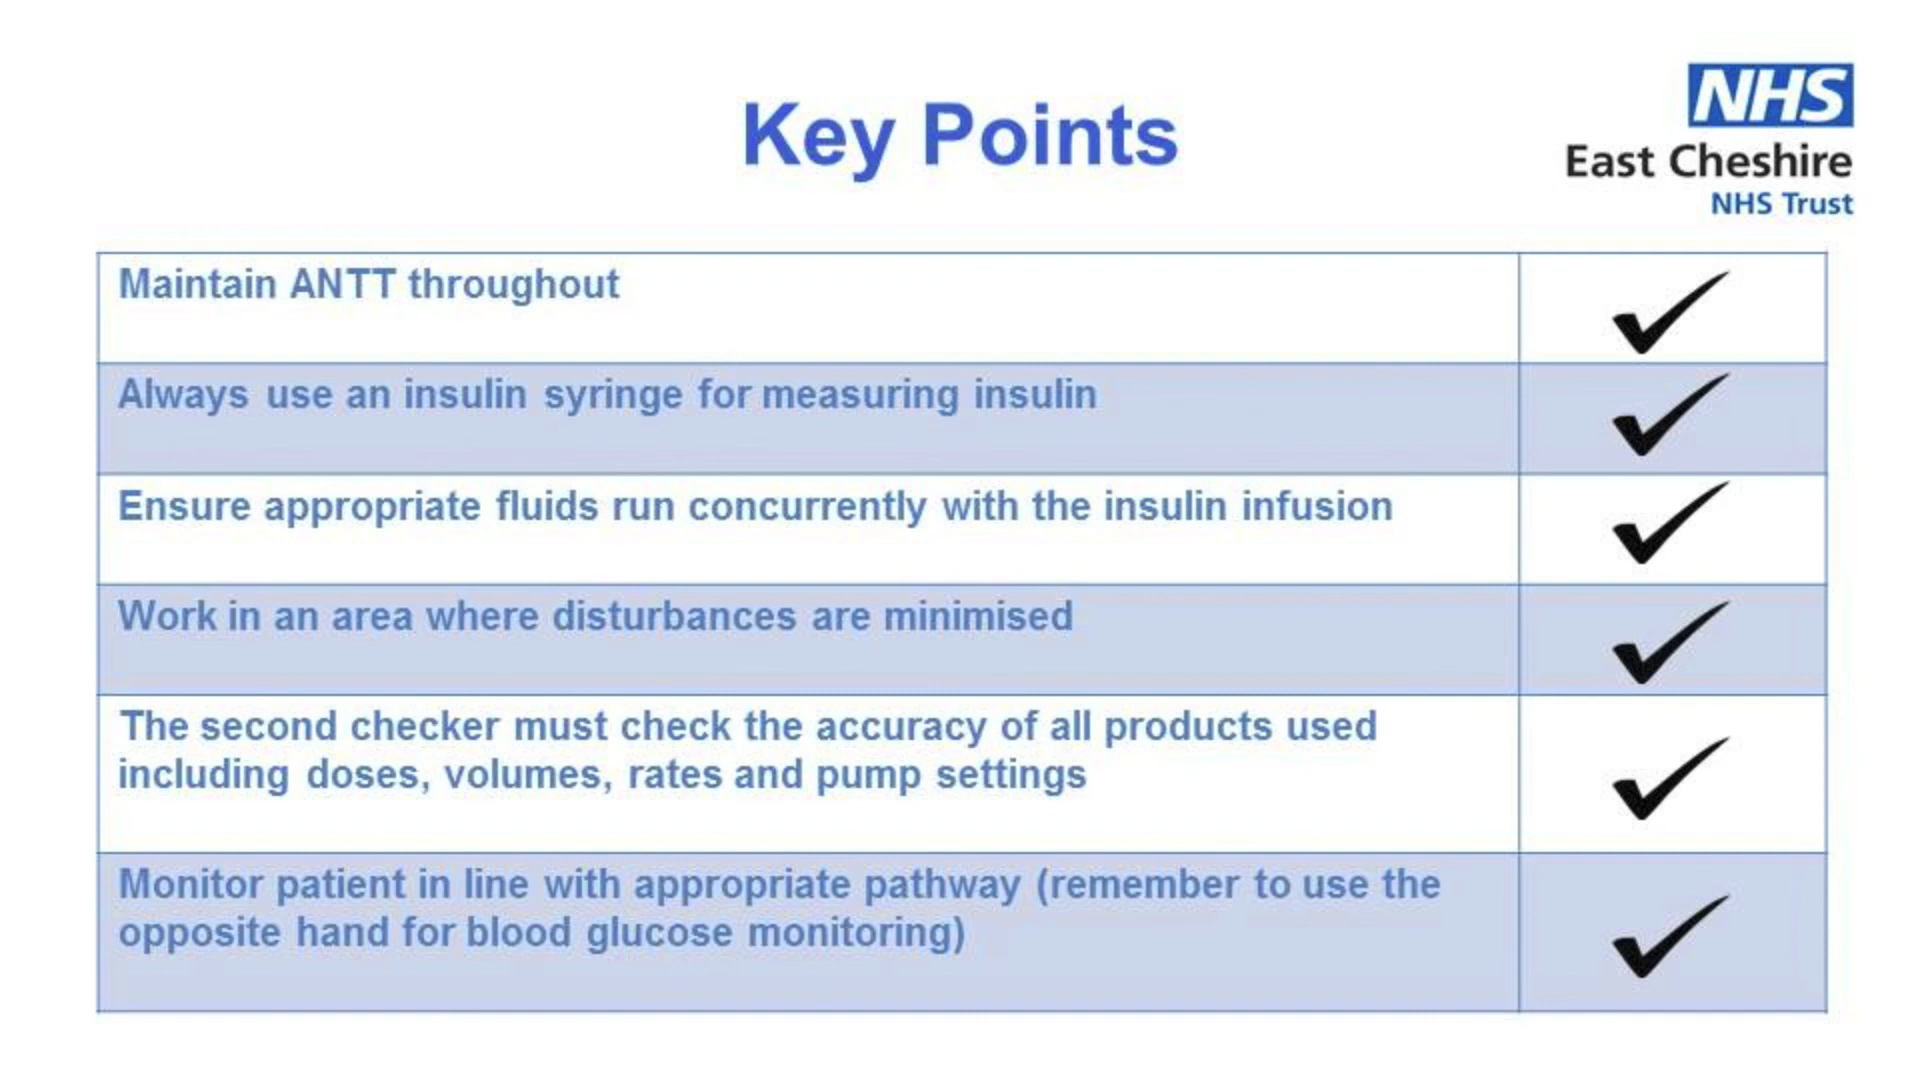 Key Points
NHS
East Cheshire
NHS Trust
Maintain ANTT throughout
Always use an insulin syringe for measuring insulin
Ensure appropriate fluids run concurrently with the insulin infusion
Work in an area where disturbances are minimised
The second checker must check the accuracy of all products used
including doses, volumes, rates and pump settings
Monitor patient in line with appropriate pathway (remember to use the
opposite hand for blood glucose monitoring)